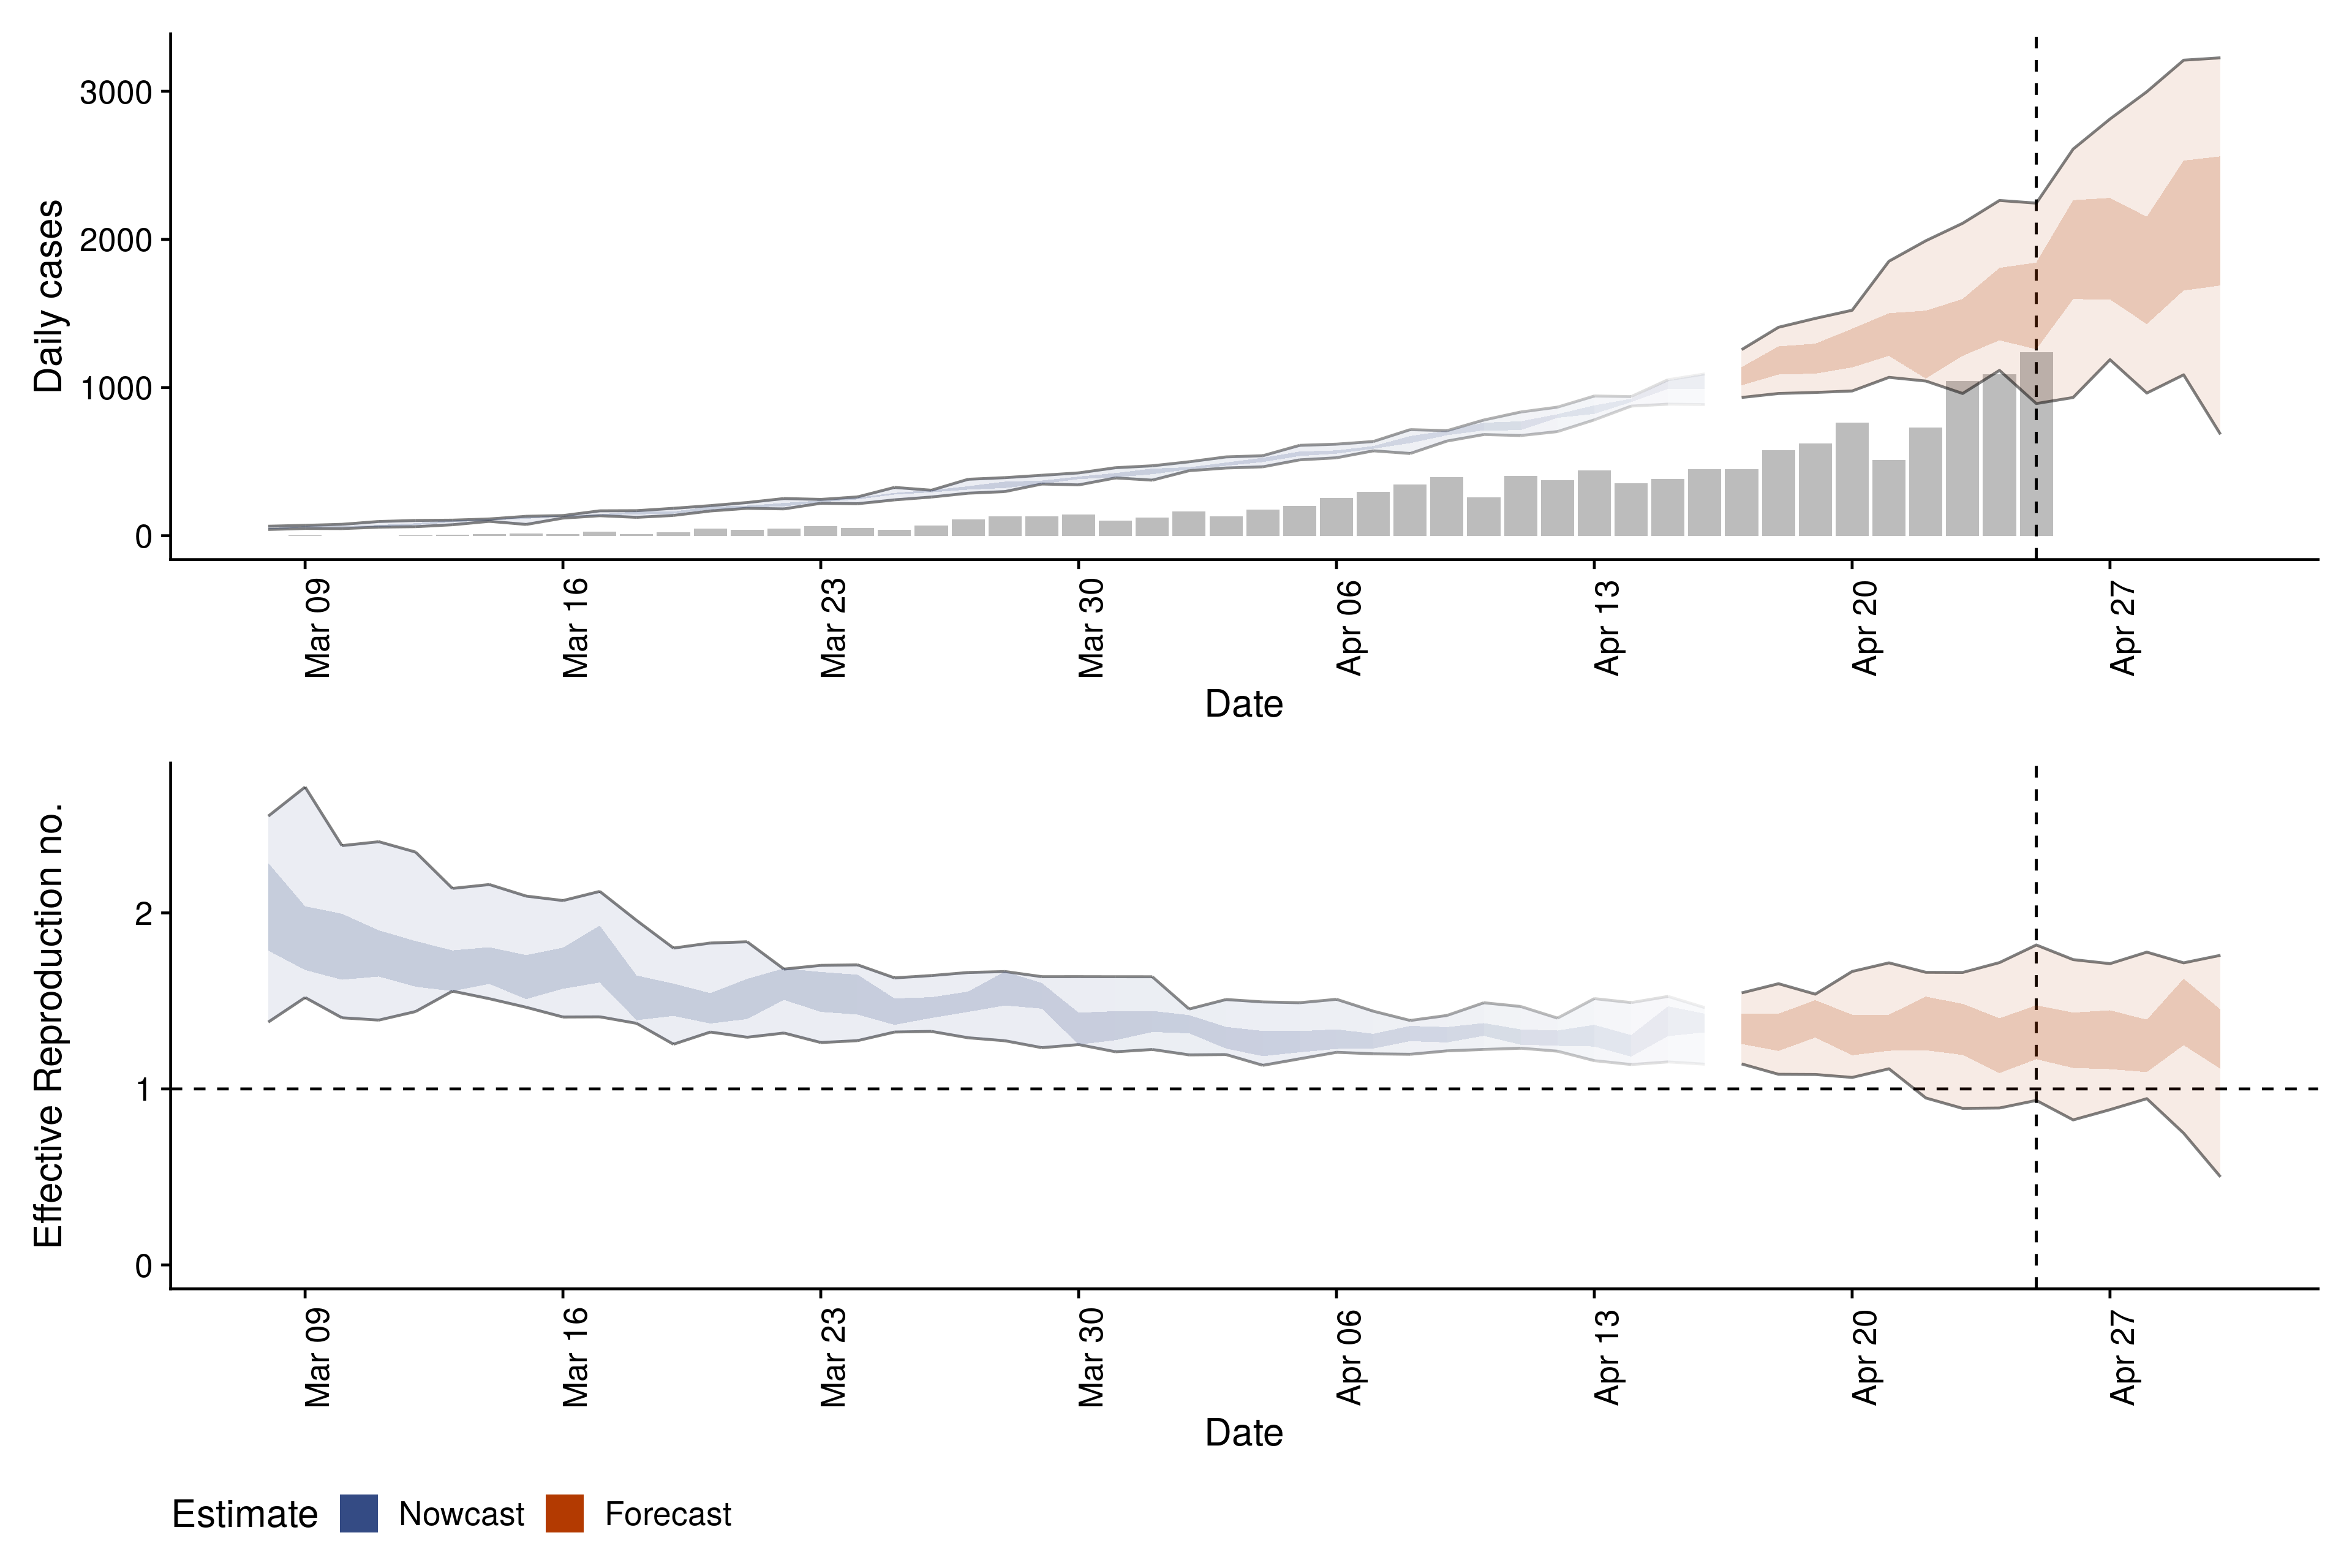 Daily cases
3000
2000
1000
0
Mar 09
Mar 16
Mar 23
Mar 30
Apr 06
Apr 13
Apr 20
Apr 27
Date
Effective Reproduction no.
2
1
0
Mar 09
Mar 16
Mar 23
Mar 30
Apr 06
Apr 13
Apr 20
Apr 27
Date
Estimate Nowcast Forecast